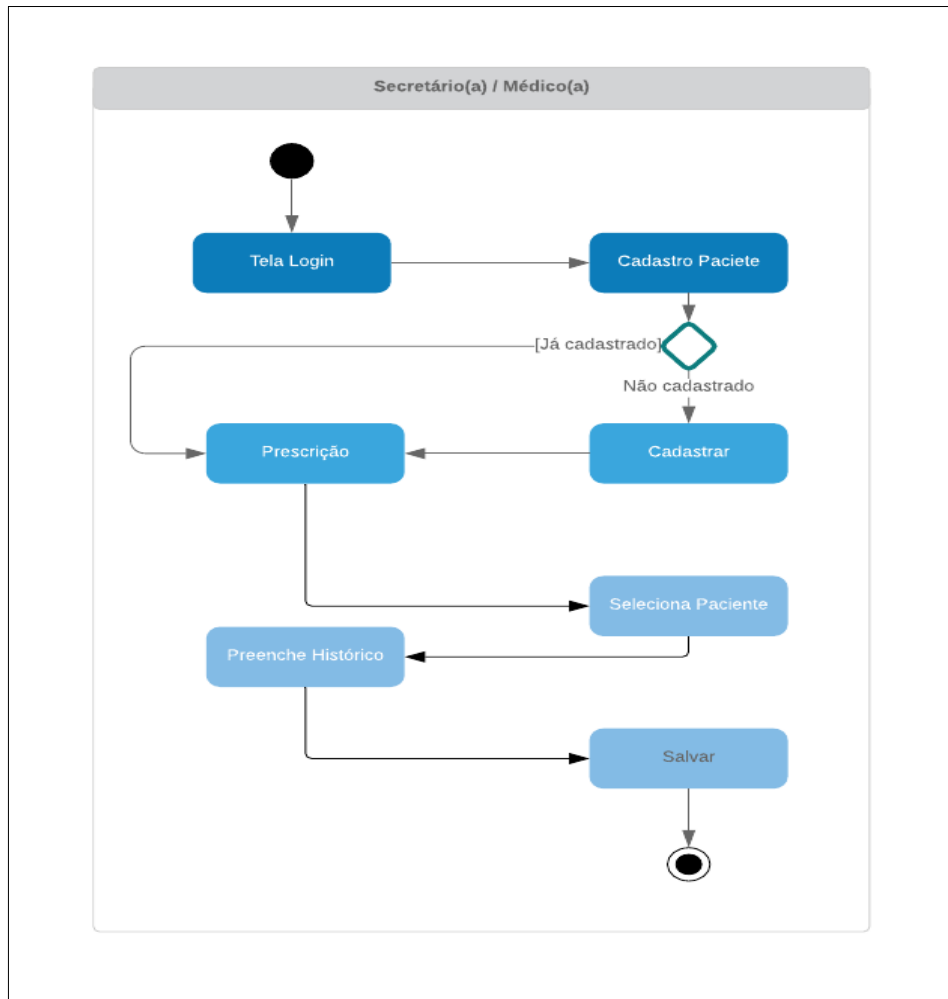 Secretário(a) / Médico(a)
Tela Login
Cadastro Paciete
[Já cadastrado]
Não cadastrado
Prescrição
Cadastrar
Seleciona Paciente
Preenche Histórico
Salvar